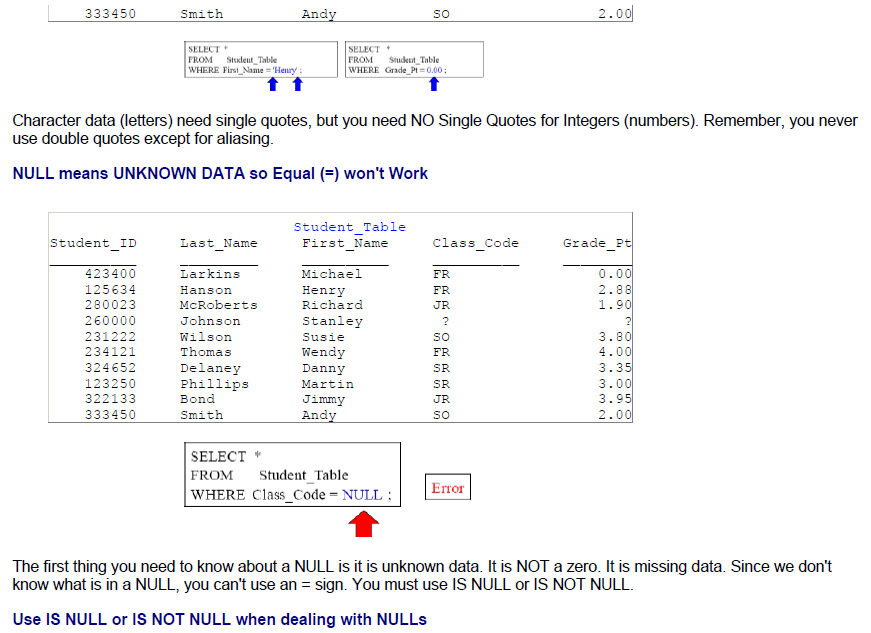 333450 Smith Andy SO 2.00
SELECT *
FROM Student_Table
WHERE First_Name = 'Henry' ;
SELECT *
FROM Student_Table
WHERE Grade_Pt = 0.00 ;
Character data (letters) need single quotes, but you need NO Single Quotes for Integers (numbers). Remember, you never
use double quotes except for aliasing.
NULL means UNKNOWN DATA so Equal (=) won't Work
Student_Table
Student_ID Last_Name First_Name Class_Code Grade_Pt
423400 Larkins Michael FR 0.00
125634 Hanson Henry FR 2.88
280023 McRoberts Richard JR 1.90
260000 Johnson Stanley ? ?
231222 Wilson Susie SO 3.80
234121 Thomas Wendy FR 4.00
324652 Delaney Danny SR 3.35
123250 Phillips Martin SR 3.00
322133 Bond Jimmy JR 3.95
333450 Smith Andy SO 2.00
SELECT *
FROM Student_Table
WHERE Class_Code = NULL ;
Error
The first thing you need to know about a NULL is it is unknown data. It is NOT a zero. It is missing data. Since we don't
know what is in a NULL, you can't use an = sign. You must use IS NULL or IS NOT NULL.
Use IS NULL or IS NOT NULL when dealing with NULLs